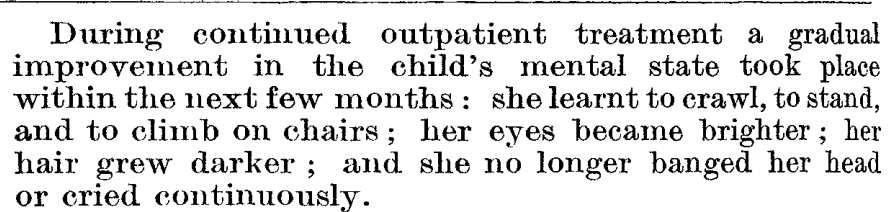 During continued outpatient treatment a gradual
improvement in the child's mental state took place
within the next few months : she learnt to crawl, to stand,
and to climb on chairs ; her eyes became brighter ; her
hair grew darker ; and she no longer banged her head
or cried continuously.